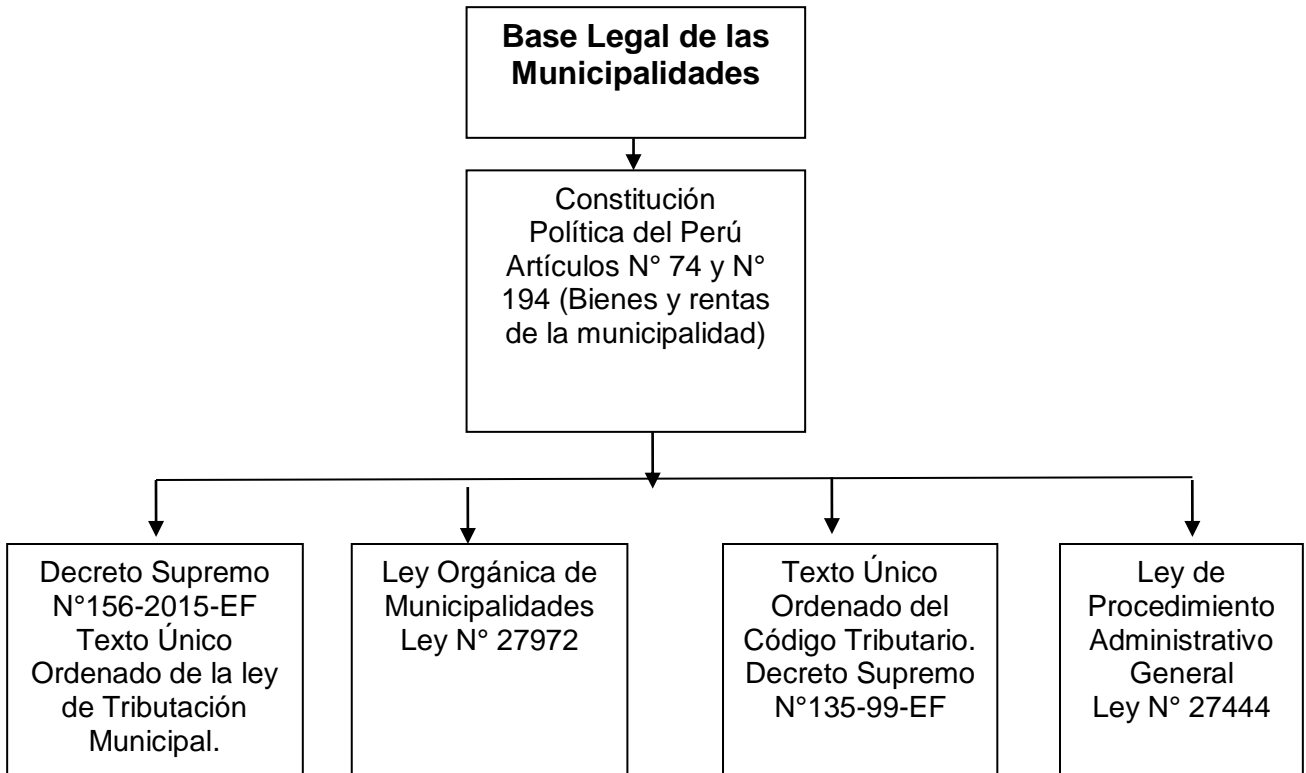 Base Legal de las
Municipalidades
Constitución
Política del Perú
Artículos N° 74 y N°
194 (Bienes y rentas
de la municipalidad)
Decreto Supremo
N°156-2015-EF
Texto Único
Ordenado de la ley
de Tributación
Municipal.
Ley Orgánica de
Municipalidades
Ley N° 27972
Texto Único
Ordenado del
Código Tributario.
Decreto Supremo
N°135-99-EF
Ley de
Procedimiento
Administrativo
General
Ley N° 27444